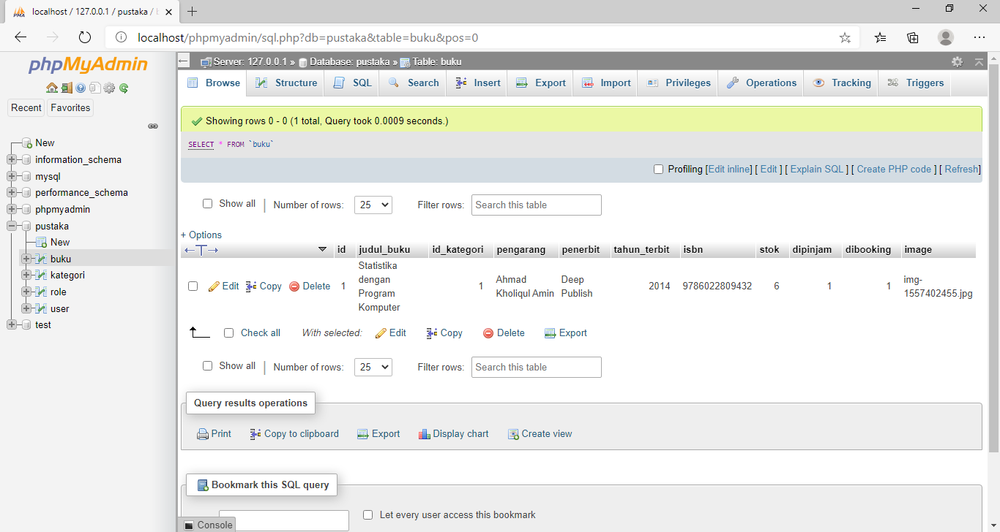 localhost / 127.0.0.1 / pustaka /
localhost/phpmyadmin/sql.php?db=pustaka&table=buku&pos=0
phpMyAdmin
Recent Favorites
New
information_schema
mysql
performance_schema
phpmyadmin
pustaka
New
buku
kategori
role
user
test
Server: 127.0.0.1 » Database: pustaka » Table: buku
Browse Structure SQL Search Insert Export Import Privileges Operations Tracking Triggers
Showing rows 0 - 0 (1 total, Query took 0.0009 seconds.)
SELECT * FROM `buku`
Profiling [Edit inline] [ Edit ] [ Explain SQL ] [ Create PHP code ] [ Refresh]
Show all | Number of rows: 25 Filter rows: Search this table
+ Options
←T→ id judul_buku id_kategori pengarang penerbit tahun_terbit isbn stok dipinjam dibooking image
Edit Copy Delete 1 Statistika dengan Program Komputer 1 Ahmad Kholiqul Amin Deep Publish 2014 9786022809432 6 1 1 img-1557402455.jpg
Check all With selected: Edit Copy Delete Export
Show all | Number of rows: 25 Filter rows: Search this table
Query results operations
Print Copy to clipboard Export Display chart Create view
Bookmark this SQL query
Let every user access this bookmark
Console